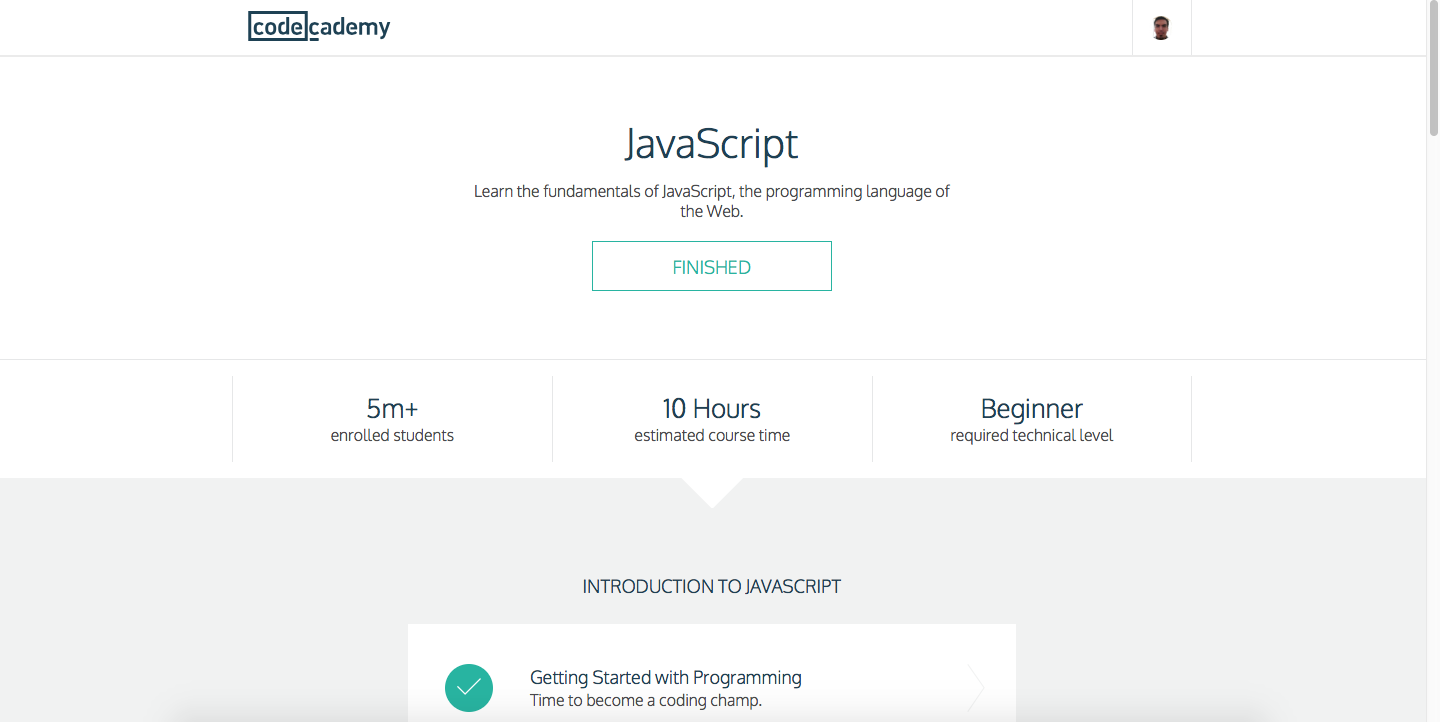 codecademy
JavaScript
Learn the fundamentals of JavaScript, the programming language of
the Web.
FINISHED
5m+
enrolled students
10 Hours
estimated course time
Beginner
required technical level
INTRODUCTION TO JAVASCRIPT
Getting Started with Programming
Time to become a coding champ.